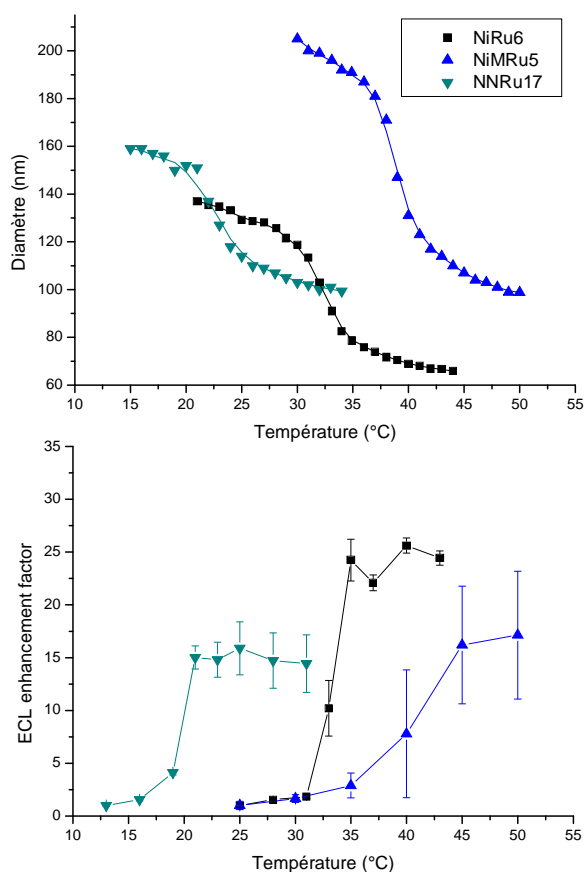 NiRu6
NiMRu5
NNRu17
Diamètre (nm)
200
180
160
140
120
100
80
60
10 15 20 25 30 35 40 45 50 55
Température (°C)
ECL enhancement factor
35
30
25
20
15
10
5
0
10 15 20 25 30 35 40 45 50 55
Température (°C)